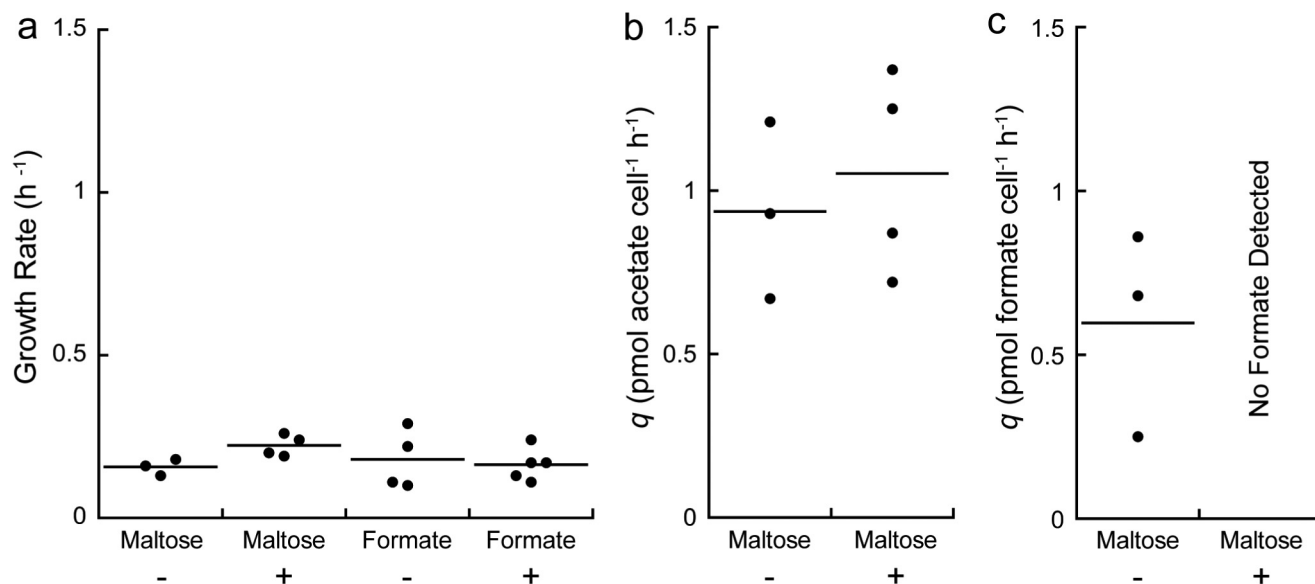 a
Growth Rate (h -1)
1.5
1
0.5
0
Maltose Maltose Formate Formate
- + - +
b
q (pmol acetate cell-1 h-1)
1.5
1
0.5
0
Maltose Maltose
- +
c
q (pmol formate cell-1 h-1)
1.5
1
0.5
0
No Formate Detected
Maltose Maltose
- +